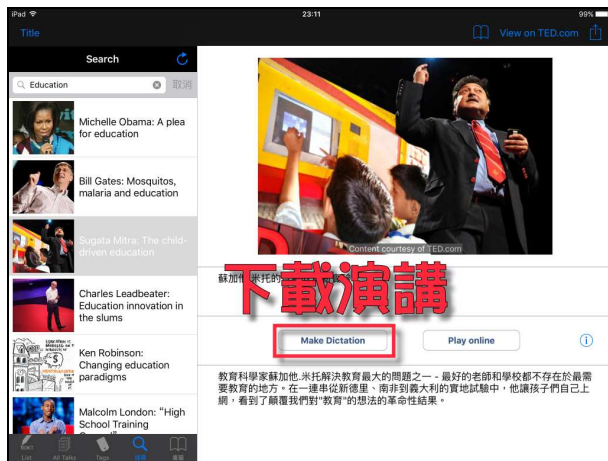 iPad
23:11
99%
Title
View on TED.com
Search
Education
取消
Michelle Obama: A plea
for education
Bill Gates: Mosquitos,
malaria and education
Sugata Mitra: The child-
driven education
Charles Leadbeater:
Education innovation in
the slums
Ken Robinson:
Changing education
paradigms
Malcolm London: “High
School Training
List
All Talks
Tags
Content courtesy of TED.com
蘇加他 米托的
下載演講
Make Dictation
Play online
教育科學家蘇加他.米托解決教育最大的問題之一 - 最好的老師和學校都不存在於最需
要教育的地方。在一連串從新德里、南非到義大利的實地試驗中，他讓孩子們自己上
網，看到了顛覆我們對"教育"的想法的革命性結果。